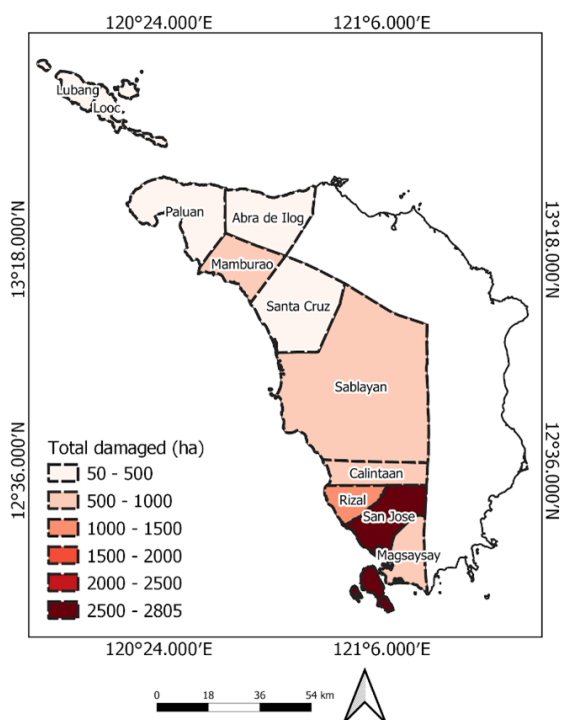 120°24.000'E 121°6.000'E
Lubang
Looc
Paluan
Abra de Ilog
13°18.000'N
13°18.000'N
Mamburao
Santa Cruz
Sablayan
12°36.000'N
12°36.000'N
Calintaan
Rizal
San Jose
Magsaysay
Total damaged (ha)
50 - 500
500 - 1000
1000 - 1500
1500 - 2000
2000 - 2500
2500 - 2805
120°24.000'E 121°6.000'E
0 18 36 54 km